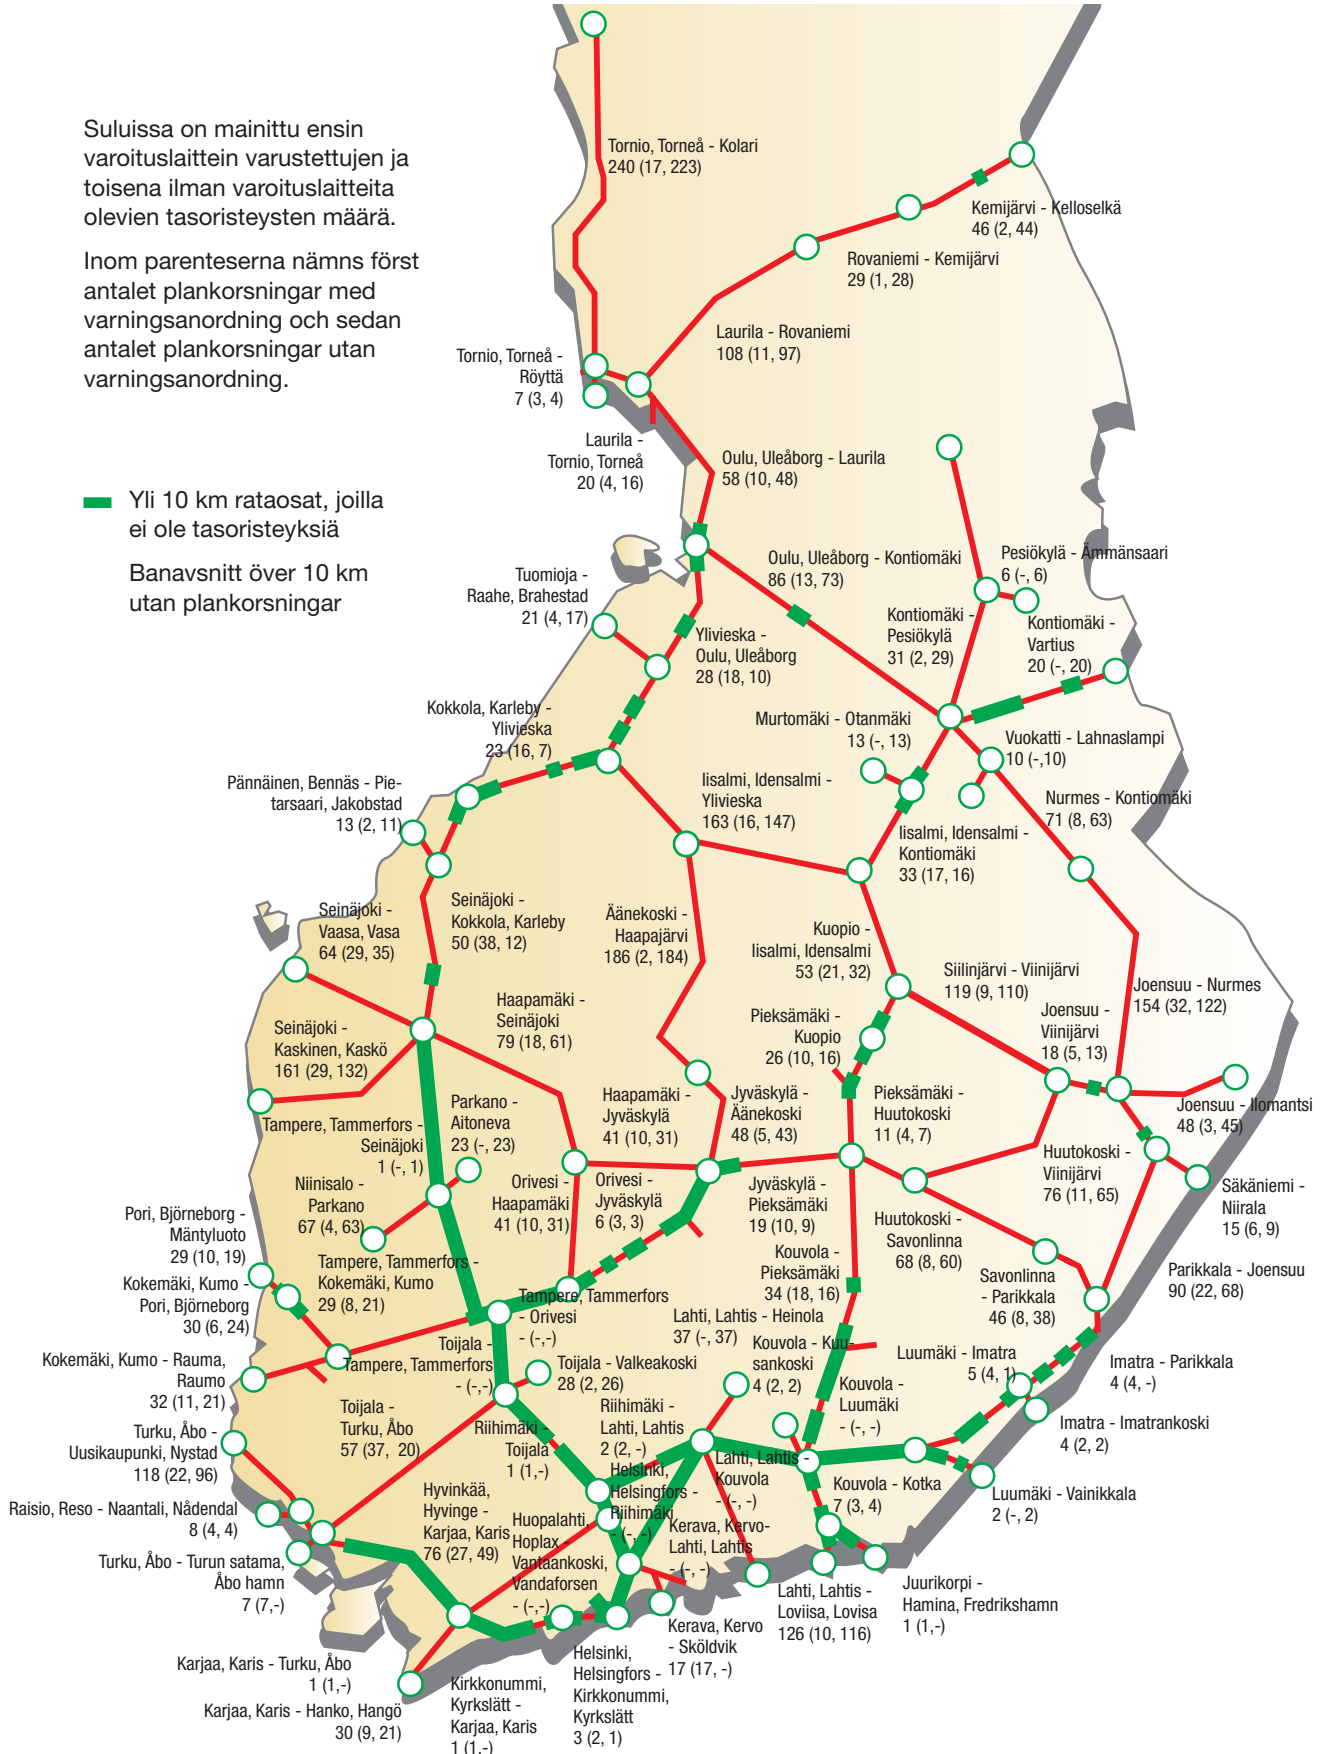 Suluissa on mainittu ensin
varoituslaittein varustettujen ja
toisena ilman varoituslaitteita
olevien tasoristeysten määrä.
Inom parenteserna nämns först
antalet plankorsningar med
varningsanordning och sedan
antalet plankorsningar utan
varningsanordning.
Yli 10 km rataosat, joilla
ei ole tasoristeyksiä
Banavsnitt över 10 km
utan plankorsningar
Tornio, Torneå - Kolari
240 (17, 223)
Kemijärvi - Kelloselkä
46 (2, 44)
Rovaniemi - Kemijärvi
29 (1, 28)
Laurila - Rovaniemi
108 (11, 97)
Tornio, Torneå -
Röyttä
7 (3, 4)
Laurila -
Tornio, Torneå
20 (4, 16)
Oulu, Uleåborg - Laurila
58 (10, 48)
Oulu, Uleåborg - Kontiomäki
86 (13, 73)
Pesiökylä - Ämmänsaari
6 (-, 6)
Tuomioja -
Raahe, Brahestad
21 (4, 17)
Kontiomäki -
Pesiökylä
31 (2, 29)
Kontiomäki -
Vartius
20 (-, 20)
Ylivieska -
Oulu, Uleåborg
28 (18, 10)
Kokkola, Karleby -
Ylivieska
23 (16, 7)
Murtomäki - Otanmäki
13 (-, 13)
Vuokatti - Lahnaslampi
10 (-,10)
Pännäinen, Bennäs - Pie-
tarsaari, Jakobstad
13 (2, 11)
Iisalmi, Idensalmi -
Ylivieska
163 (16, 147)
Nurmes - Kontiomäki
71 (8, 63)
Iisalmi, Idensalmi -
Kontiomäki
33 (17, 16)
Seinäjoki -
Vaasa, Vasa
64 (29, 35)
Seinäjoki -
Kokkola, Karleby
50 (38, 12)
Äänekoski -
Haapajärvi
186 (2, 184)
Kuopio -
Iisalmi, Idensalmi
53 (21, 32)
Siilinjärvi - Viinijärvi
119 (9, 110)
Joensuu - Nurmes
154 (32, 122)
Haapamäki -
Seinäjoki
79 (18, 61)
Pieksämäki -
Kuopio
26 (10, 16)
Joensuu -
Viinijärvi
18 (5, 13)
Seinäjoki -
Kaskinen, Kaskö
161 (29, 132)
Parkano -
Aitoneva
23 (-, 23)
Haapamäki -
Jyväskylä
41 (10, 31)
Jyväskylä -
Äänekoski
48 (5, 43)
Pieksämäki -
Huutokoski
11 (4, 7)
Joensuu - Ilomantsi
48 (3, 45)
Tampere, Tammerfors -
Seinäjoki
1 (-, 1)
Huutokoski -
Viinijärvi
76 (11, 65)
Niinisalo -
Parkano
67 (4, 63)
Orivesi -
Haapamäki
41 (10, 31)
Orivesi -
Jyväskylä
6 (3, 3)
Jyväskylä -
Pieksämäki
19 (10, 9)
Säkäniemi -
Niirala
15 (6, 9)
Pori, Björneborg -
Mäntyluoto
29 (10, 19)
Huutokoski -
Savonlinna
68 (8, 60)
Kouvola -
Pieksämäki
34 (18, 16)
Tampere, Tammerfors -
Kokemäki, Kumo
29 (8, 21)
Savonlinna
- Parikkala
46 (8, 38)
Parikkala - Joensuu
90 (22, 68)
Kokemäki, Kumo -
Pori, Björneborg
30 (6, 24)
Tampere, Tammerfors
- Orivesi
- (-,-)
Lahti, Lahtis - Heinola
37 (-, 37)
Kouvola - Kuu-
sankoski
4 (2, 2)
Luumäki - Imatra
5 (4, 1)
Imatra - Parikkala
4 (4, -)
Toijala -
Tampere, Tammerfors
- (-,-)
Kokemäki, Kumo - Rauma,
Raumo
32 (11, 21)
Toijala - Valkeakoski
28 (2, 26)
Kouvola -
Luumäki
- (-, -)
Toijala -
Turku, Åbo
57 (37,  20)
Riihimäki -
Lahti, Lahtis
2 (2, -)
Imatra - Imatrankoski
4 (2, 2)
Turku, Åbo -
Uusikaupunki, Nystad
118 (22, 96)
Riihimäki -
Toijala
1 (1,-)
Lahti, Lahtis -
Kouvola
- (-, -)
Helsinki,
Helsingfors -
Riihimäki
- (-, -)
Kouvola - Kotka
7 (3, 4)
Luumäki - Vainikkala
2 (-, 2)
Hyvinkää,
Hyvinge -
Karjaa, Karis
76 (27, 49)
Raisio, Reso - Naantali, Nådendal
8 (4, 4)
Huopalahti,
Hoplax -
Vantaankoski,
Vandaforsen
- (-,-)
Kerava, Kervo-
Lahti, Lahtis
- (-, -)
Turku, Åbo - Turun satama,
Åbo hamn
7 (7,-)
Lahti, Lahtis -
Loviisa, Lovisa
126 (10, 116)
Juurikorpi -
Hamina, Fredrikshamn
1 (1,-)
Kerava, Kervo
- Sköldvik
17 (17, -)
Karjaa, Karis - Turku, Åbo
1 (1,-)
Helsinki,
Helsingfors -
Kirkkonummi,
Kyrkslätt
3 (2, 1)
Kirkkonummi,
Kyrkslätt -
Karjaa, Karis
1 (1,-)
Karjaa, Karis - Hanko, Hangö
30 (9, 21)